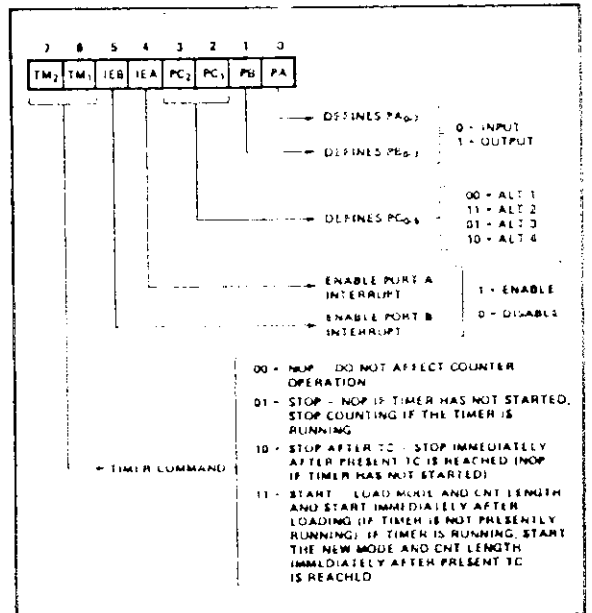 7 6 5 4 3 2 1 0
TM₂ TM₁ IEB IEA PC₂ PC₁ PB PA
DEFINES PA₀₋₇
0 = INPUT
1 = OUTPUT
DEFINES PB₀₋₇
DEFINES PC₀₋₅
00 = ALT 1
11 = ALT 2
01 = ALT 3
10 = ALT 4
ENABLE PORT A
INTERRUPT
1 = ENABLE
0 = DISABLE
ENABLE PORT B
INTERRUPT
TIMER COMMAND
00 = NOP - DO NOT AFFECT COUNTER
OPERATION
01 = STOP - NOP IF TIMER HAS NOT STARTED,
STOP COUNTING IF THE TIMER IS
RUNNING
10 = STOP AFTER TC - STOP IMMEDIATELY
AFTER PRESENT TC IS REACHED (NOP
IF TIMER HAS NOT STARTED)
11 = START - LOAD MODE AND CNT LENGTH
AND START IMMEDIATELY AFTER
LOADING (IF TIMER IS NOT PRESENTLY
RUNNING). IF TIMER IS RUNNING, START
THE NEW MODE AND CNT LENGTH
IMMEDIATELY AFTER PRESENT TC
IS REACHED